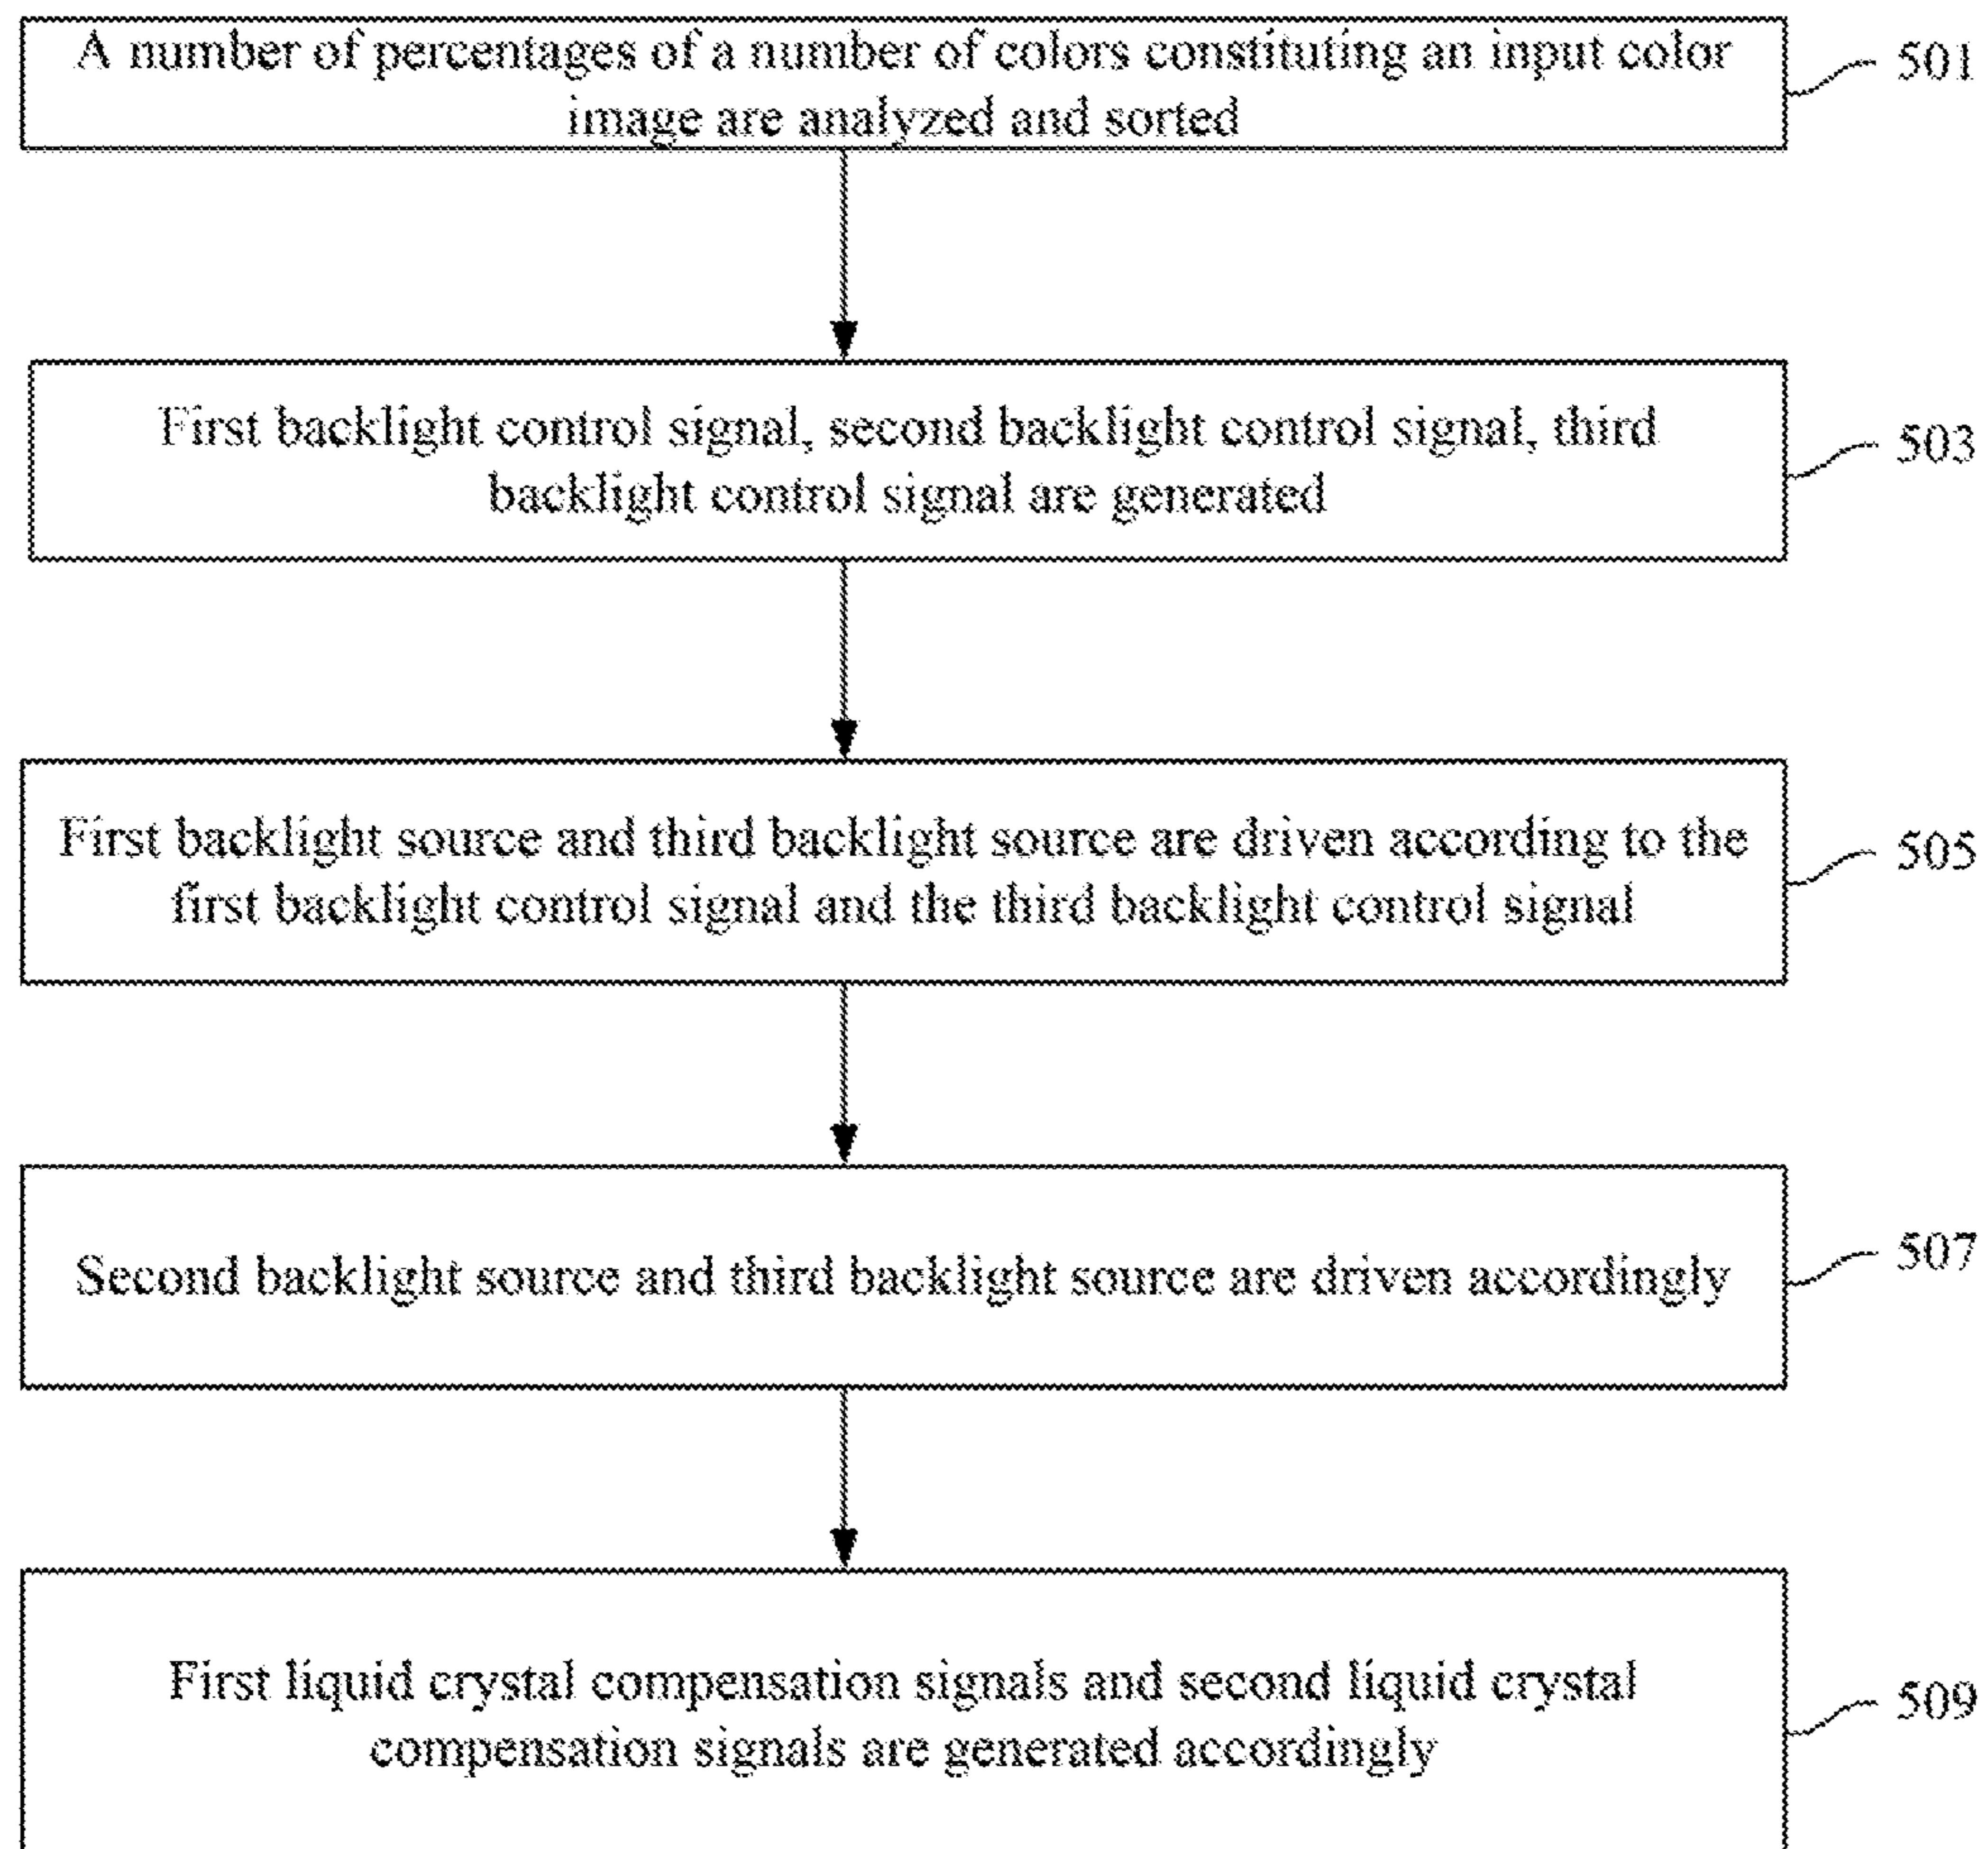 A number of percentages of a number of colors constituting an input color
image are analyzed and sorted
501
First backlight control signal, second backlight control signal, third
backlight control signal are generated
503
First backlight source and third backlight source are driven according to the
first backlight control signal and the third backlight control signal
505
Second backlight source and third backlight source are driven accordingly
507
First liquid crystal compensation signals and second liquid crystal
compensation signals are generated accordingly
509